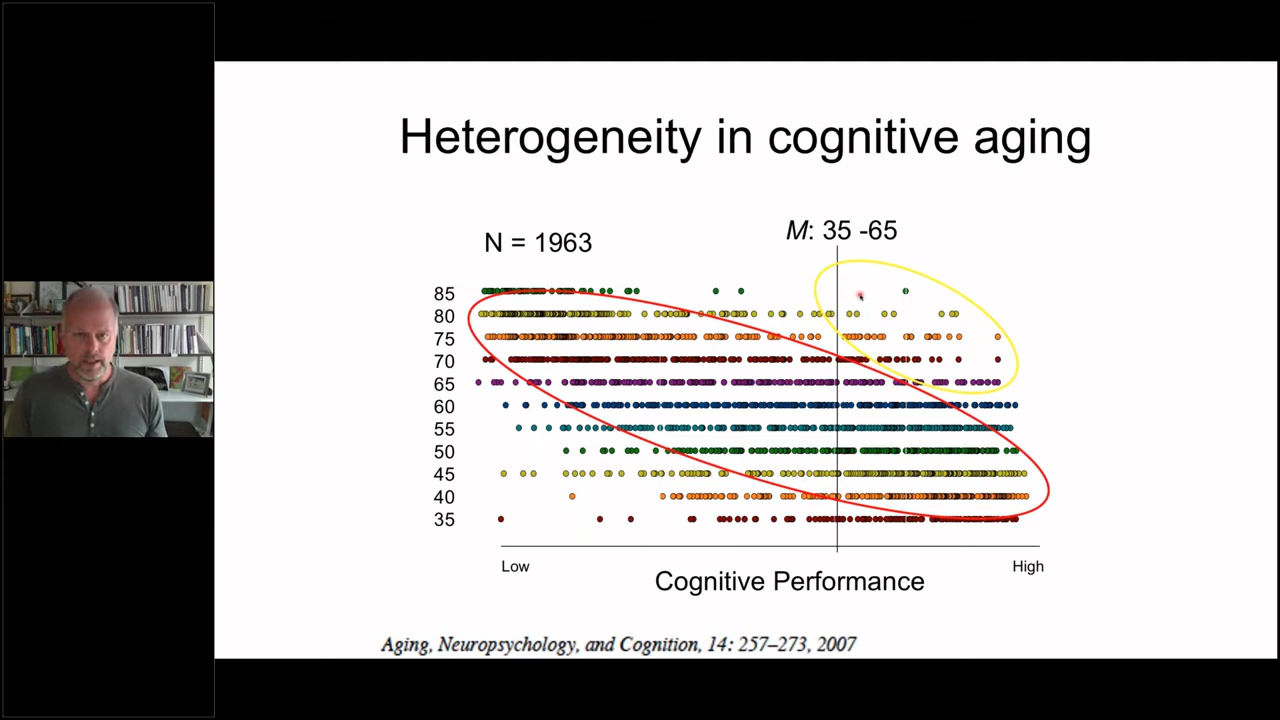 Heterogeneity in cognitive aging
N = 1963
M: 35 -65
85
80
75
70
65
60
55
50
45
40
35
Low
High
Cognitive Performance
Aging, Neuropsychology, and Cognition, 14: 257–273, 2007